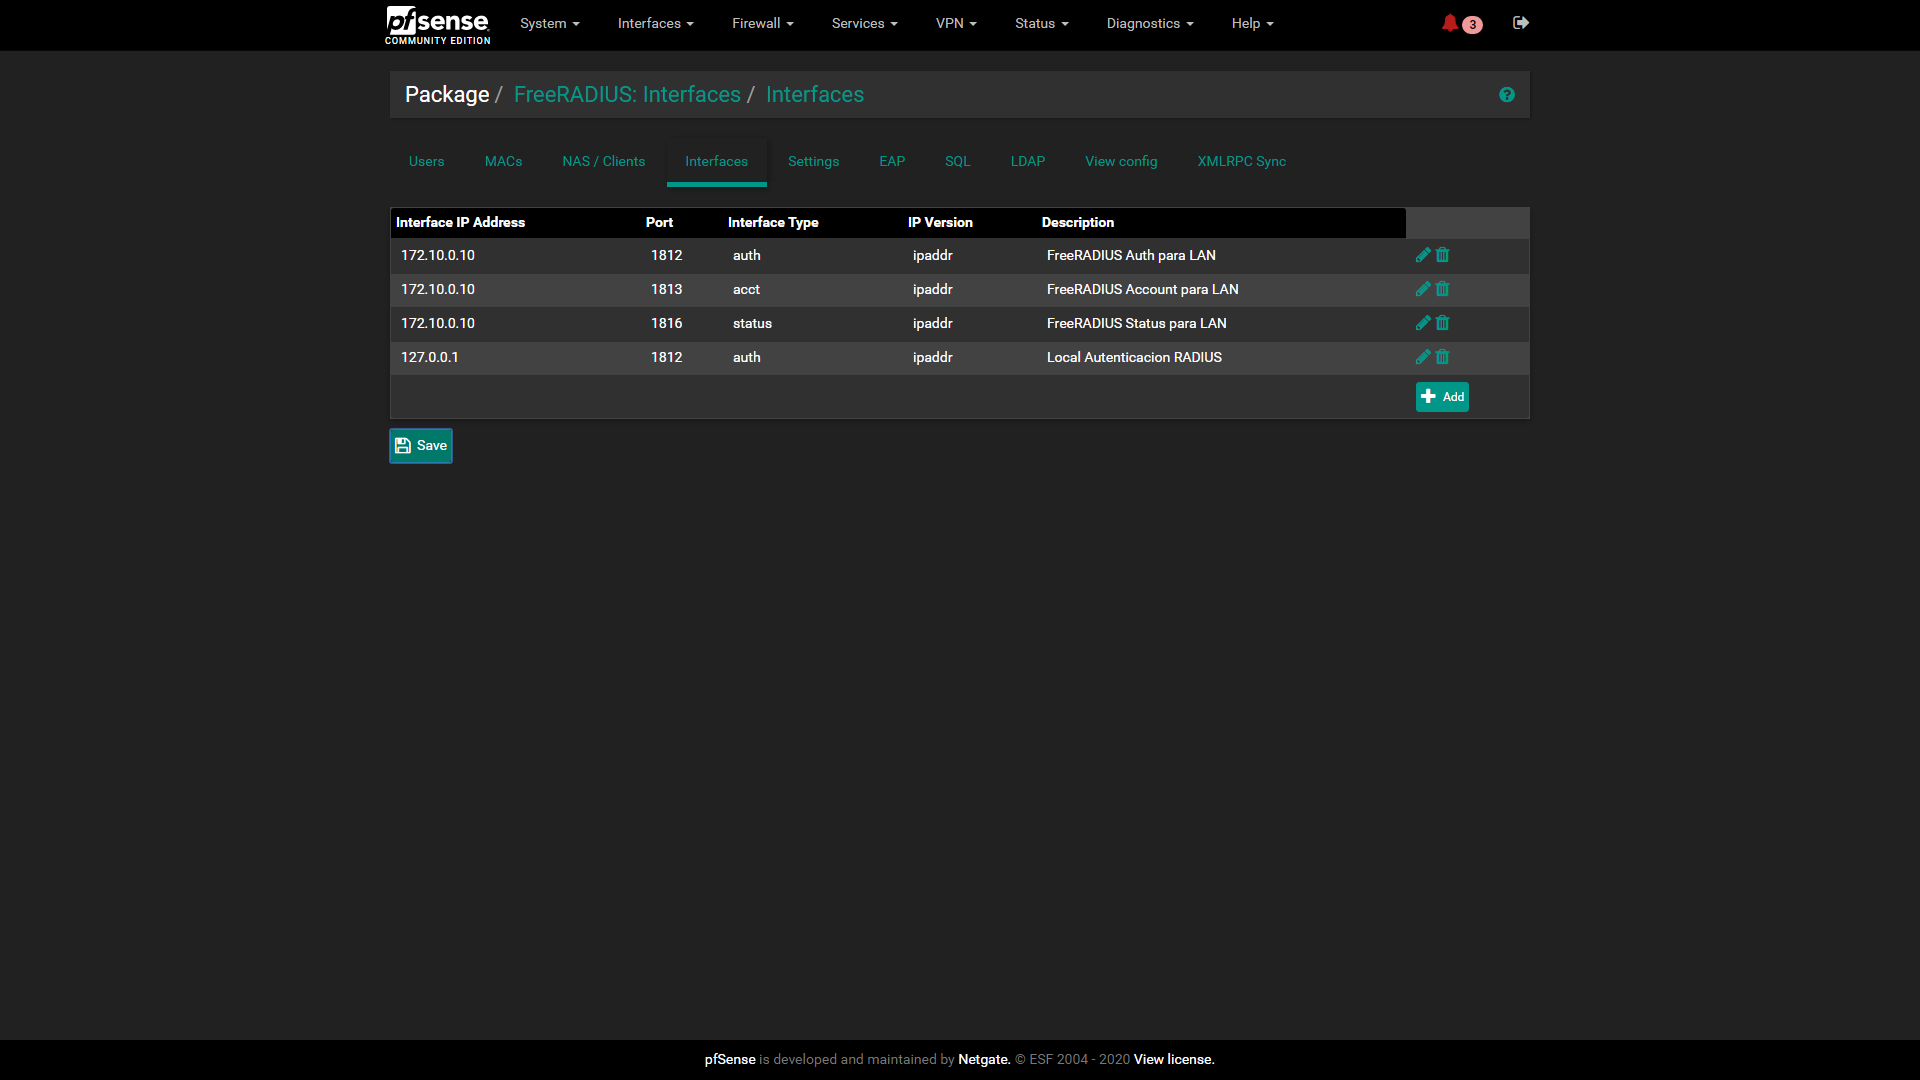 pfsense
COMMUNITY EDITION
System Interfaces Firewall Services VPN Status Diagnostics Help 3
Package / FreeRADIUS: Interfaces / Interfaces
Users MACs NAS / Clients Interfaces Settings EAP SQL LDAP View config XMLRPC Sync
Interface IP Address Port Interface Type IP Version Description
172.10.0.10 1812 auth ipaddr FreeRADIUS Auth para LAN
172.10.0.10 1813 acct ipaddr FreeRADIUS Account para LAN
172.10.0.10 1816 status ipaddr FreeRADIUS Status para LAN
127.0.0.1 1812 auth ipaddr Local Autenticacion RADIUS
Add
Save
pfSense is developed and maintained by Netgate. © ESF 2004 - 2020 View license.